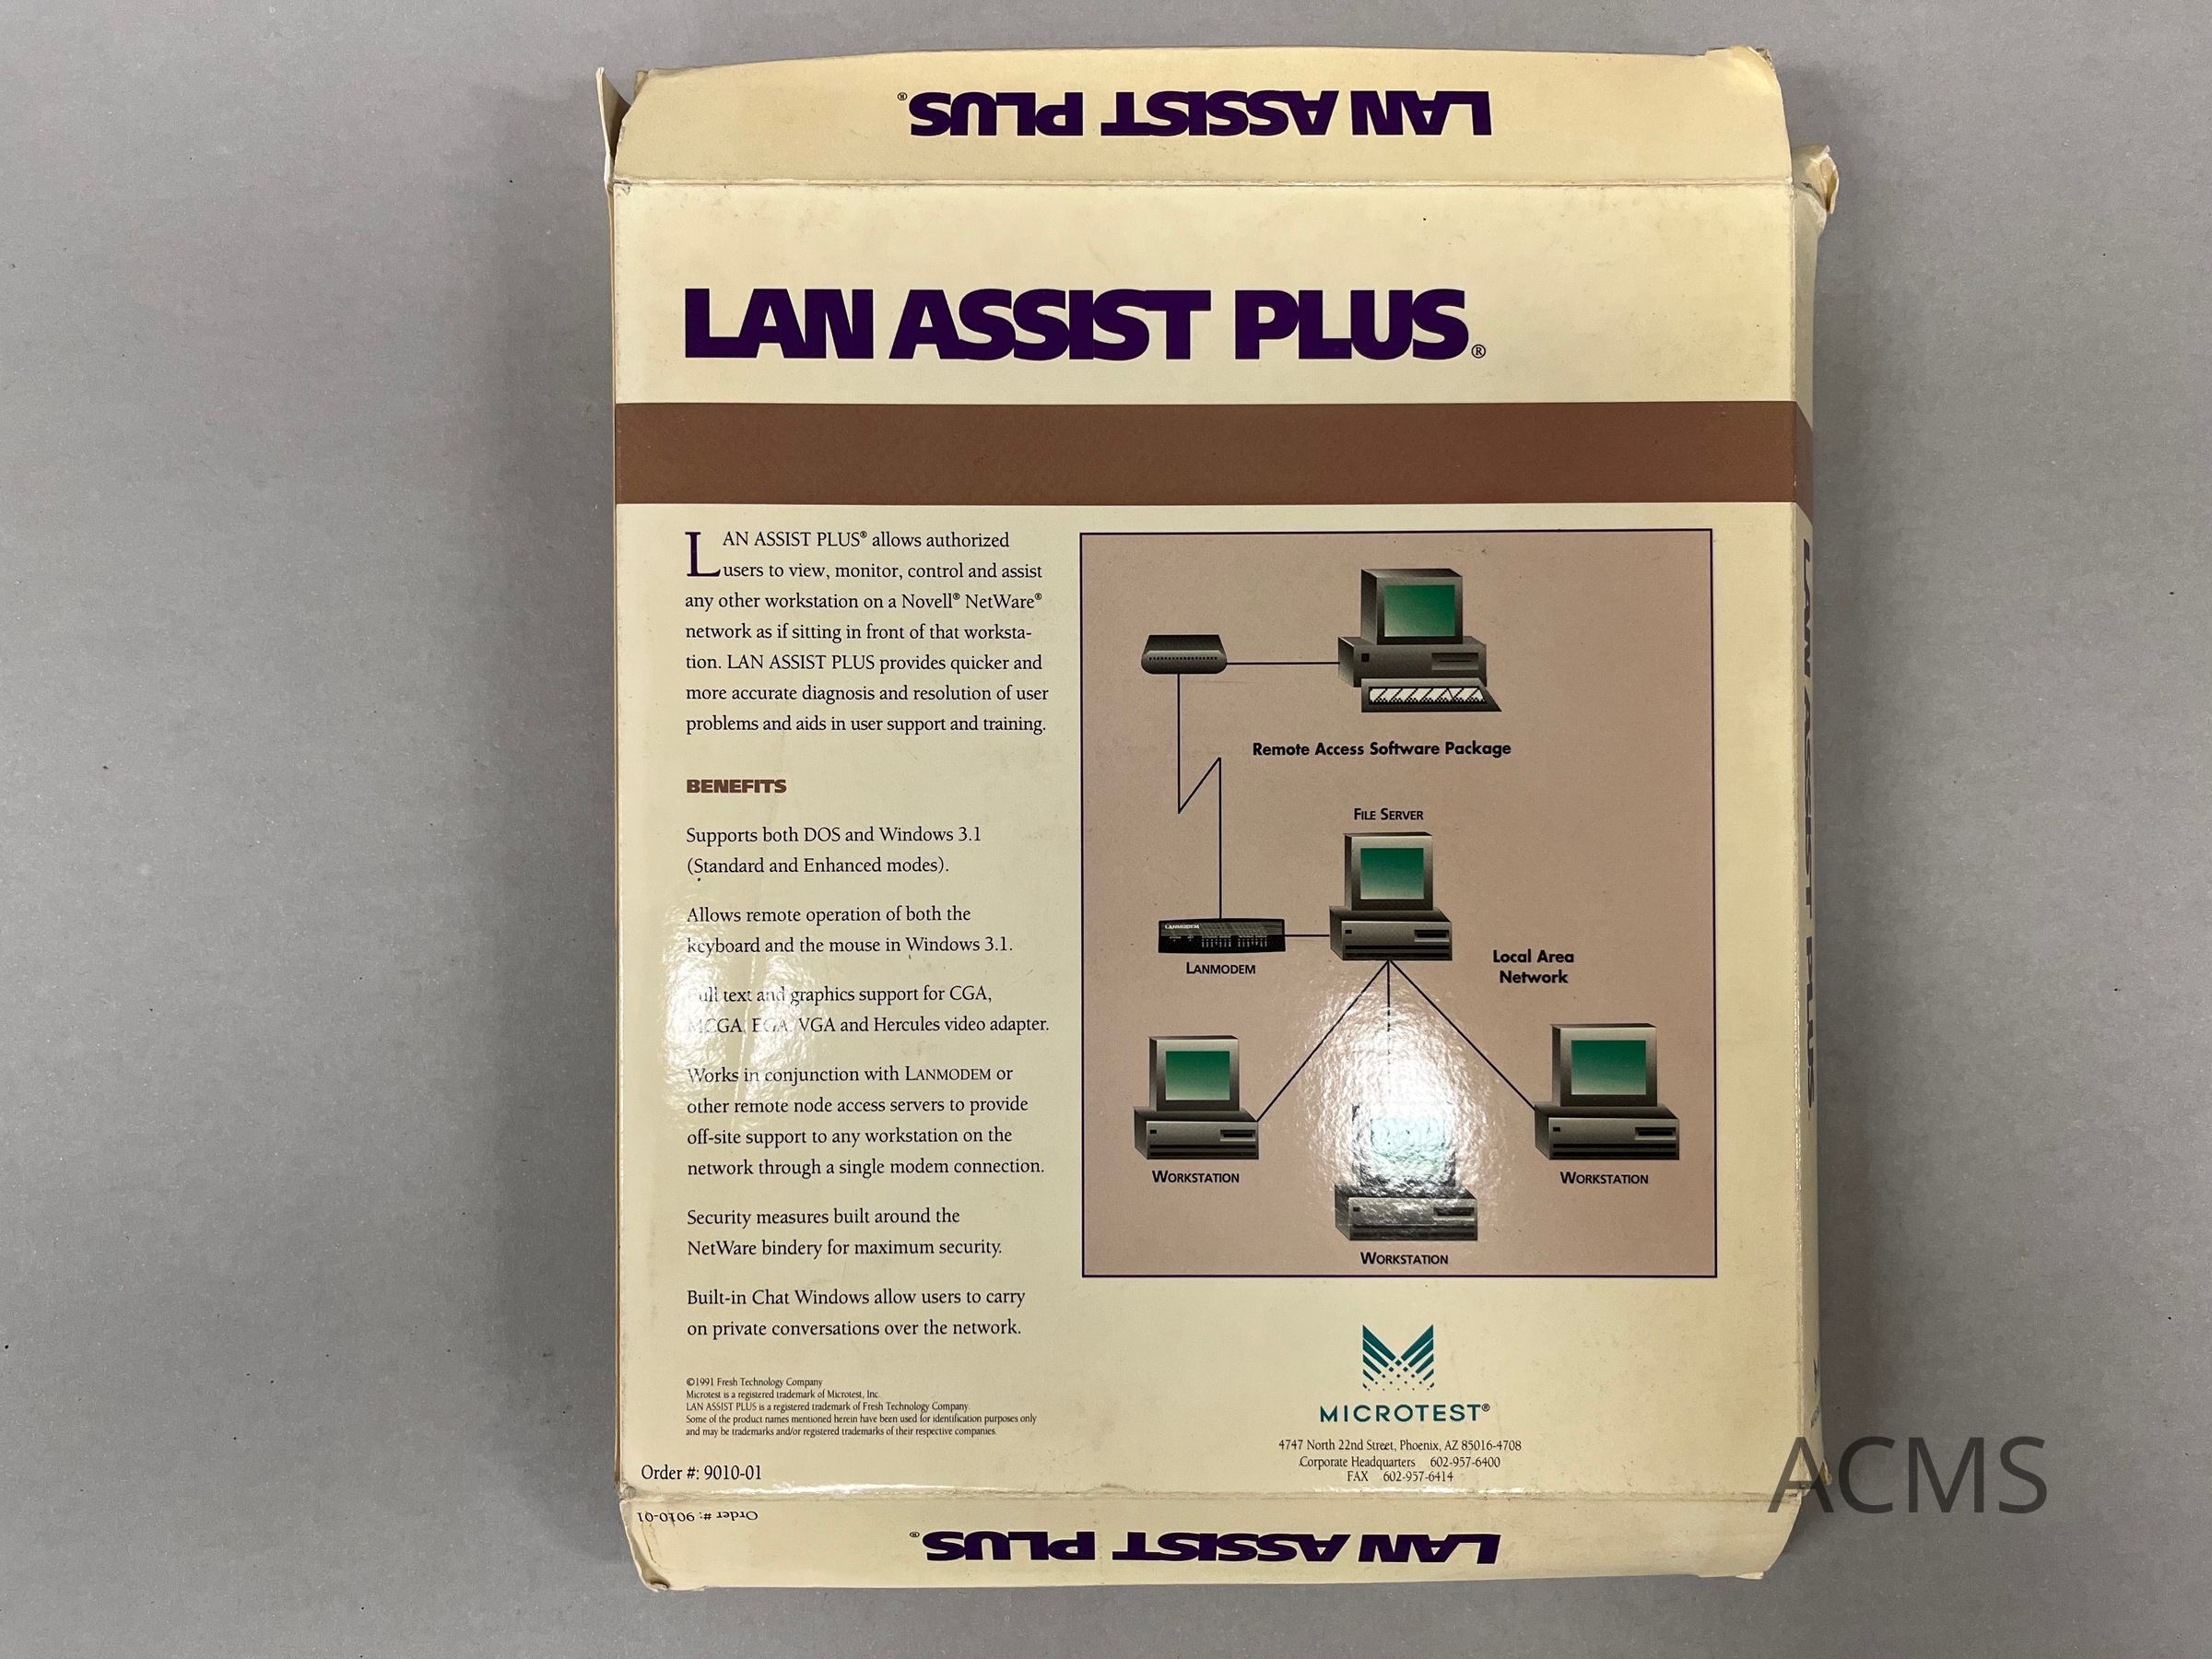 LAN ASSIST PLUS®
LAN ASSIST PLUS®
LAN ASSIST PLUS® allows authorized
users to view, monitor, control and assist
any other workstation on a Novell® NetWare®
network as if sitting in front of that worksta-
tion. LAN ASSIST PLUS provides quicker and
more accurate diagnosis and resolution of user
problems and aids in user support and training.
BENEFITS
Supports both DOS and Windows 3.1
(Standard and Enhanced modes).
Allows remote operation of both the
keyboard and the mouse in Windows 3.1.
Full text and graphics support for CGA,
MCGA, EGA, VGA and Hercules video adapter.
Works in conjunction with LANMODEM or
other remote node access servers to provide
off-site support to any workstation on the
network through a single modem connection.
Security measures built around the
NetWare bindery for maximum security.
Built-in Chat Windows allow users to carry
on private conversations over the network.
©1991 Fresh Technology Company
Microtest is a registered trademark of Microtest, Inc.
LAN ASSIST PLUS is a registered trademark of Fresh Technology Company.
Some of the product names mentioned herein have been used for identification purposes only
and may be trademarks and/or registered trademarks of their respective companies.
Order #: 9010-01
Remote Access Software Package
FILE SERVER
LANMODEM
LANMODEM
Local Area
Network
WORKSTATION
WORKSTATION
WORKSTATION
MICROTEST®
4747 North 22nd Street, Phoenix, AZ 85016-4708
Corporate Headquarters 602-957-6400
FAX 602-957-6414
LAN ASSIST PLUS
Order #: 9010-01
LAN ASSIST PLUS®
ACMS